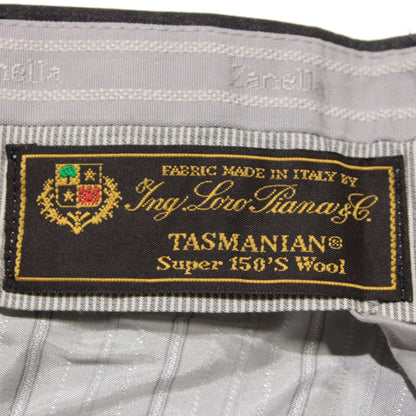 Zanella Zanella
FABRIC MADE IN ITALY BY
Ing Loro Piana & C.
TASMANIAN®
Super 150'S Wool